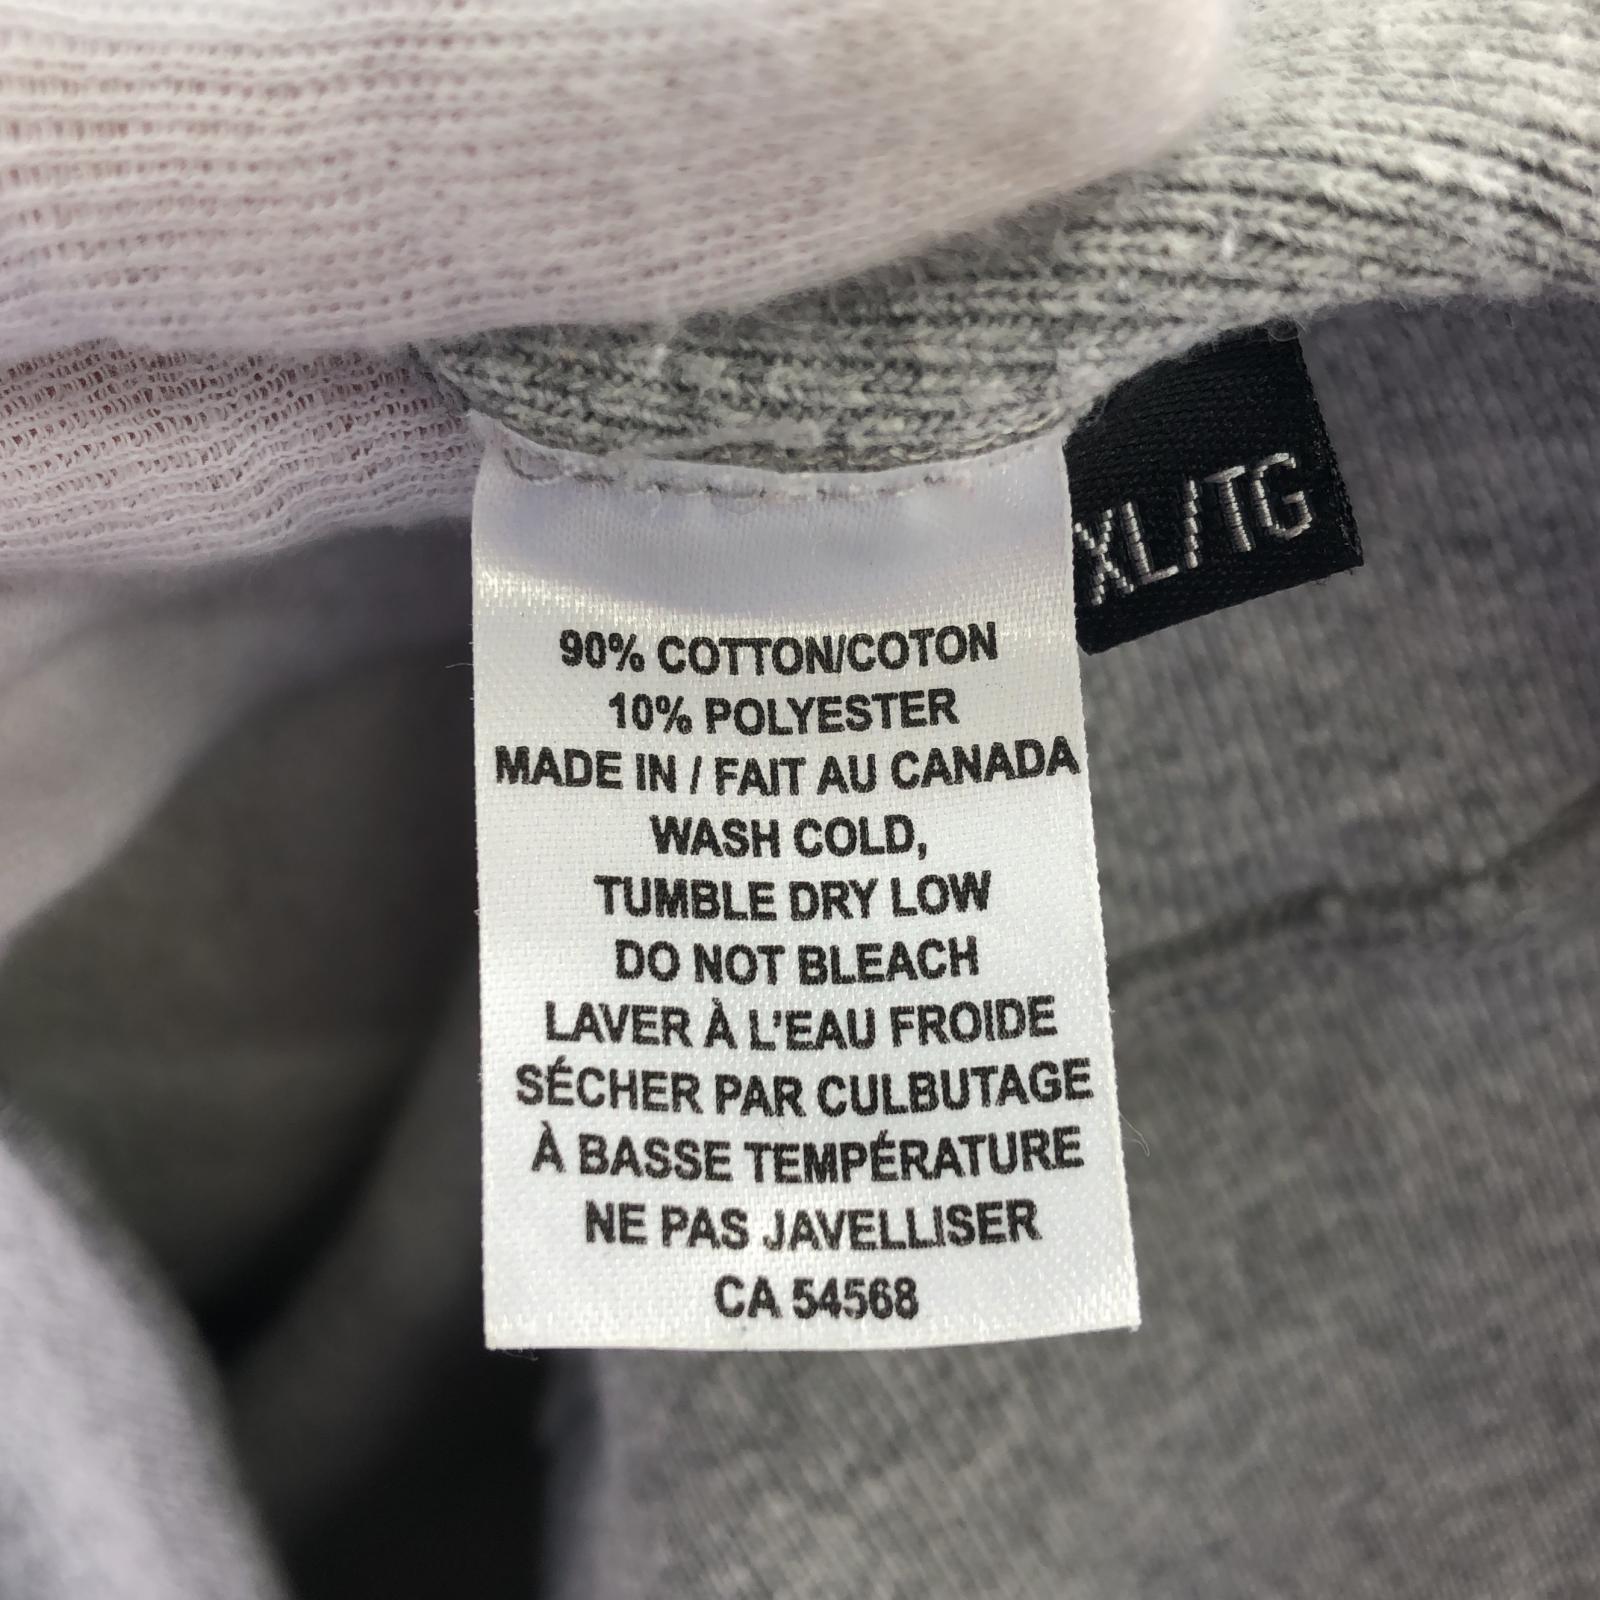 XL/TG
90% COTTON/COTON
10% POLYESTER
MADE IN / FAIT AU CANADA
WASH COLD,
TUMBLE DRY LOW
DO NOT BLEACH
LAVER À L'EAU FROIDE
SÉCHER PAR CULBUTAGE
À BASSE TEMPÉRATURE
NE PAS JAVELLISER
CA 54568